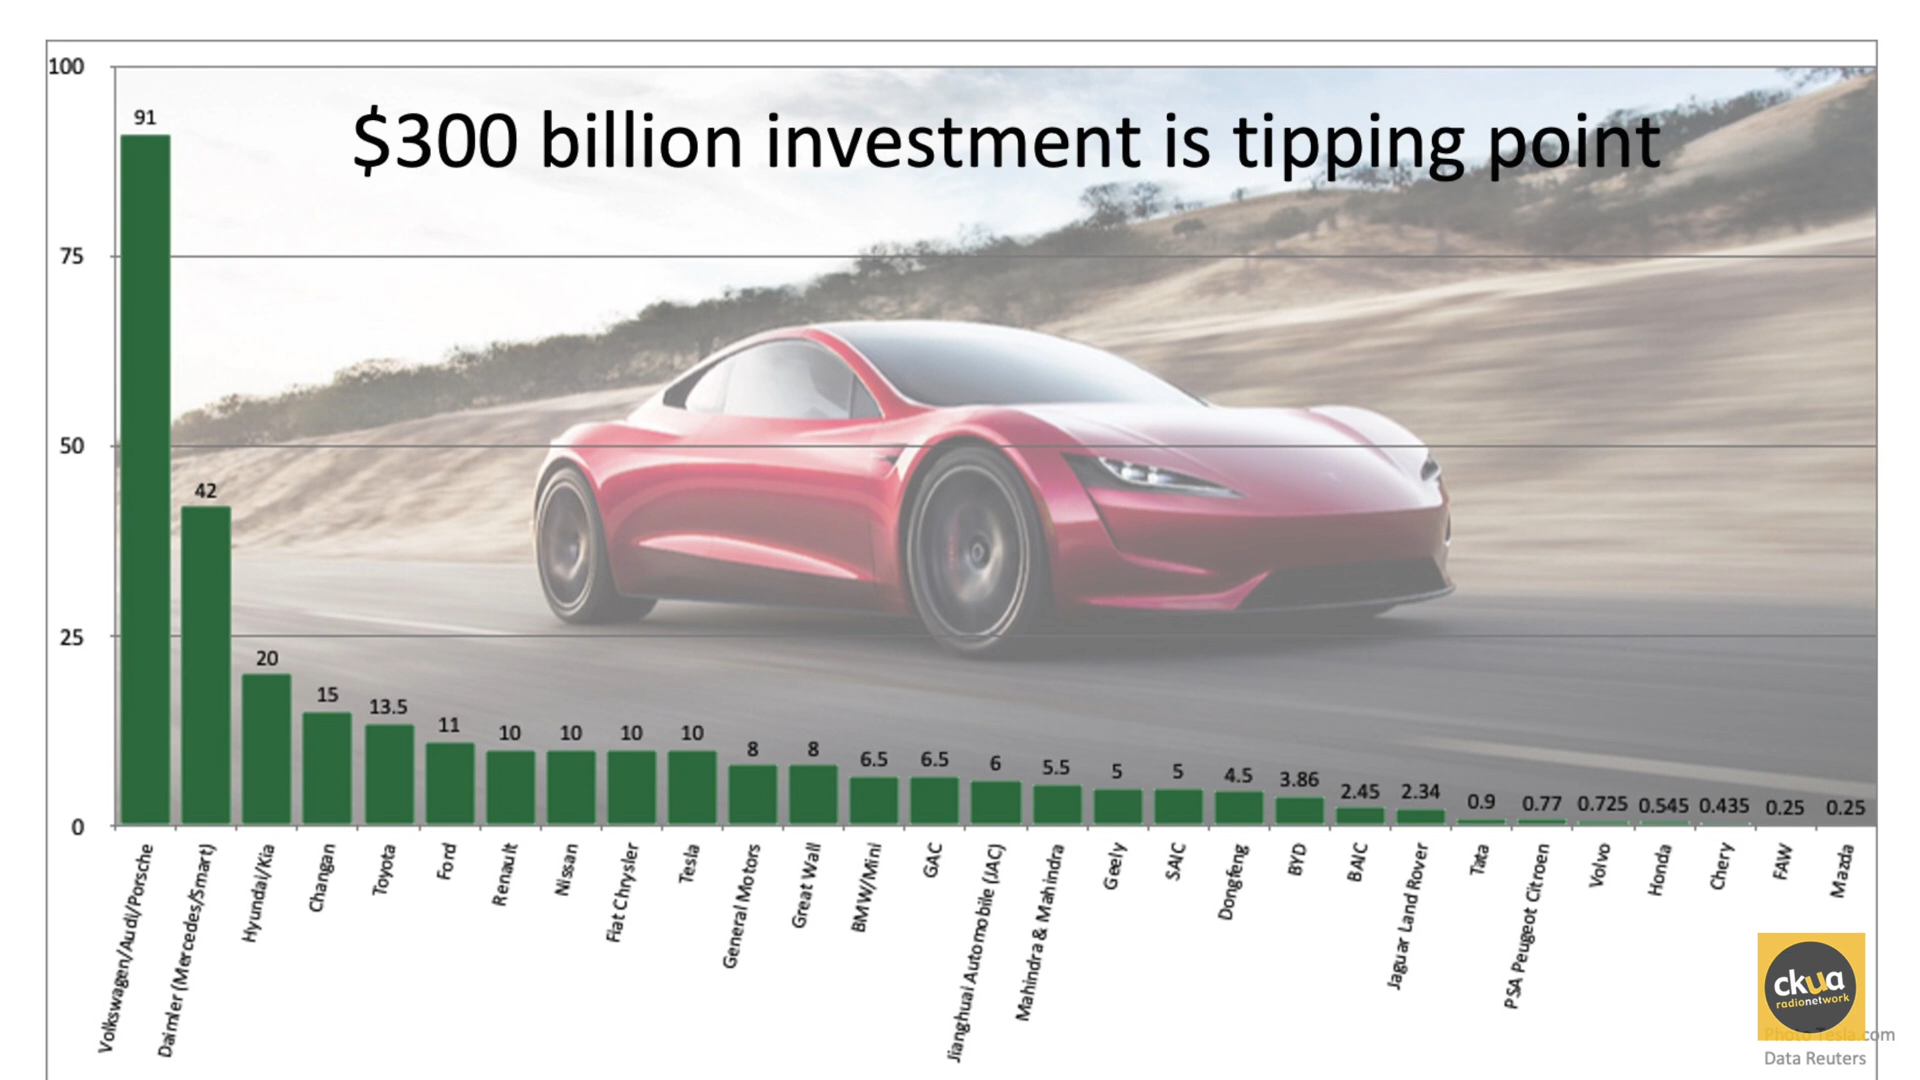 $300 billion investment is tipping point
100
75
50
25
0
91
42
20
15
13.5
11
10
10
10
10
8
8
6.5
6.5
6
5.5
5
5
4.5
3.86
2.45
2.34
0.9
0.77
0.725
0.545
0.435
0.25
0.25
Volkswagen/Audi/Porsche
Daimler (Mercedes/Smart)
Hyundai/Kia
Changan
Toyota
Ford
Renault
Nissan
Fiat Chrysler
Tesla
General Motors
Great Wall
BMW/Mini
GAC
Jianghuai Automobile (JAC)
Mahindra & Mahindra
Geely
SAIC
Dongfeng
BYD
BAIC
Jaguar Land Rover
Tata
PSA Peugeot Citroen
Volvo
Honda
Chery
FAW
Mazda
ckua
radionetwork
Photo Tesla.com
Data Reuters